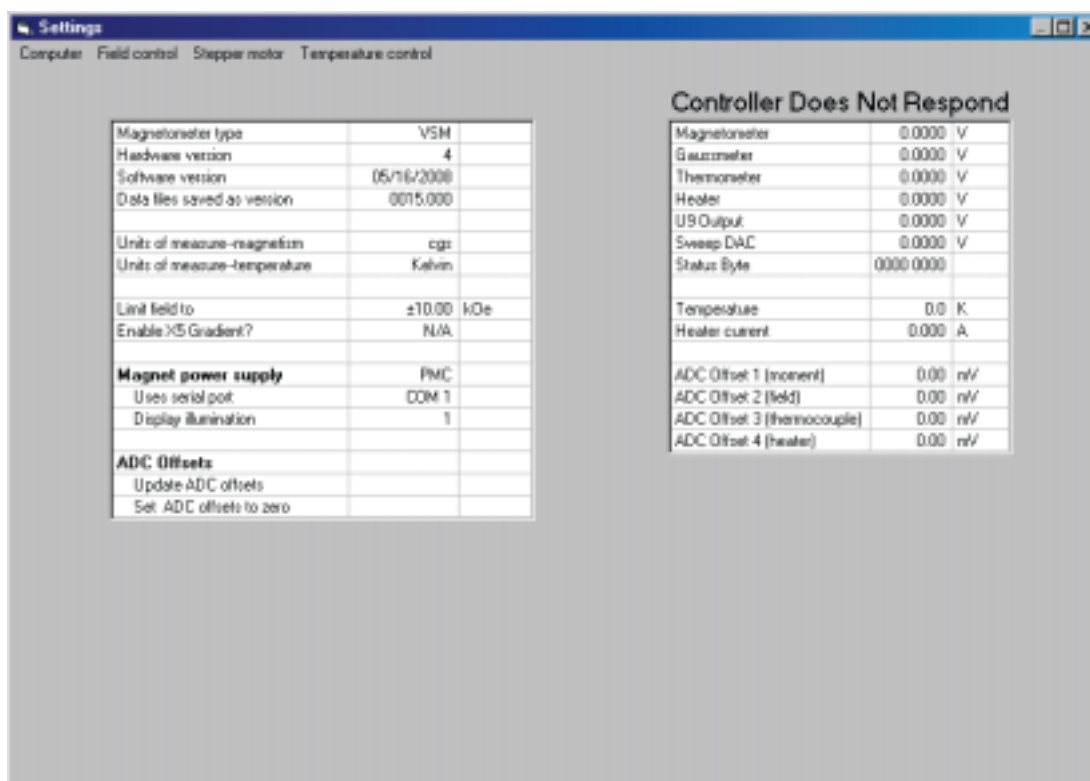 Settings
Computer Field control Stepper motor Temperature control
Magnetometer type VSM
Hardware version 4
Software version 05/16/2008
Data files saved as version 0015.000
Units of measure-magnetism cgs
Units of measure-temperature Kelvin
Limit field to ±10.00 kOe
Enable X5 Gradient? N/A
Magnet power supply PMC
Uses serial port COM 1
Display illumination 1
ADC Offsets
Update ADC offsets
Set ADC offsets to zero
Controller Does Not Respond
Magnetometer 0.0000 V
Gaussmeter 0.0000 V
Thermometer 0.0000 V
Heater 0.0000 V
U9 Output 0.0000 V
Sweep DAC 0.0000 V
Status Byte 0000 0000
Temperature 0.0 K
Heater current 0.000 A
ADC Offset 1 (moment) 0.00 mV
ADC Offset 2 (field) 0.00 mV
ADC Offset 3 (thermocouple) 0.00 mV
ADC Offset 4 (heater) 0.00 mV